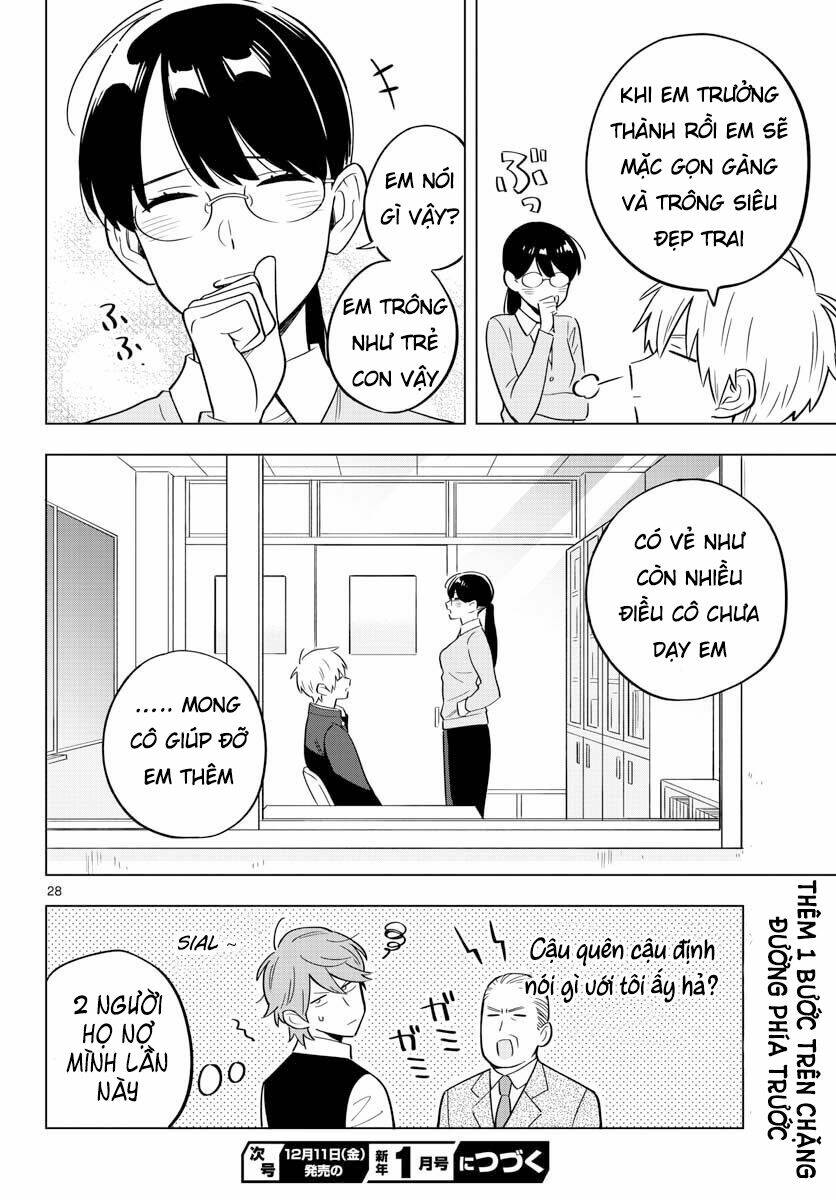 KHI EM TRƯỞNG
THÀNH RỒI EM SẼ
MẶC GỌN GÀNG
VÀ TRÔNG SIÊU
ĐẸP TRAI
ぶっ
EM NÓI
GÌ VẬY?
EM TRÔNG
NHƯ TRẺ
CON VẬY
ふふ
CÓ VẺ NHƯ
CÒN NHIỀU
ĐIỀU CÔ CHƯA
DẠY EM
..... MONG
CÔ GIÚP ĐỠ
EM THÊM
28
THÊM 1 BƯỚC TRÊN CHẶNG
ĐƯỜNG PHÍA TRƯỚC
Cậu quên cậu định
nói gì với tôi ấy hả?
ガミガミ
SIAL ~
2 NGƯỜI
HỌ NỢ
MÌNH LẦN
NÀY
次号
12月11日(金)
発売の
新年
1月号
につづく